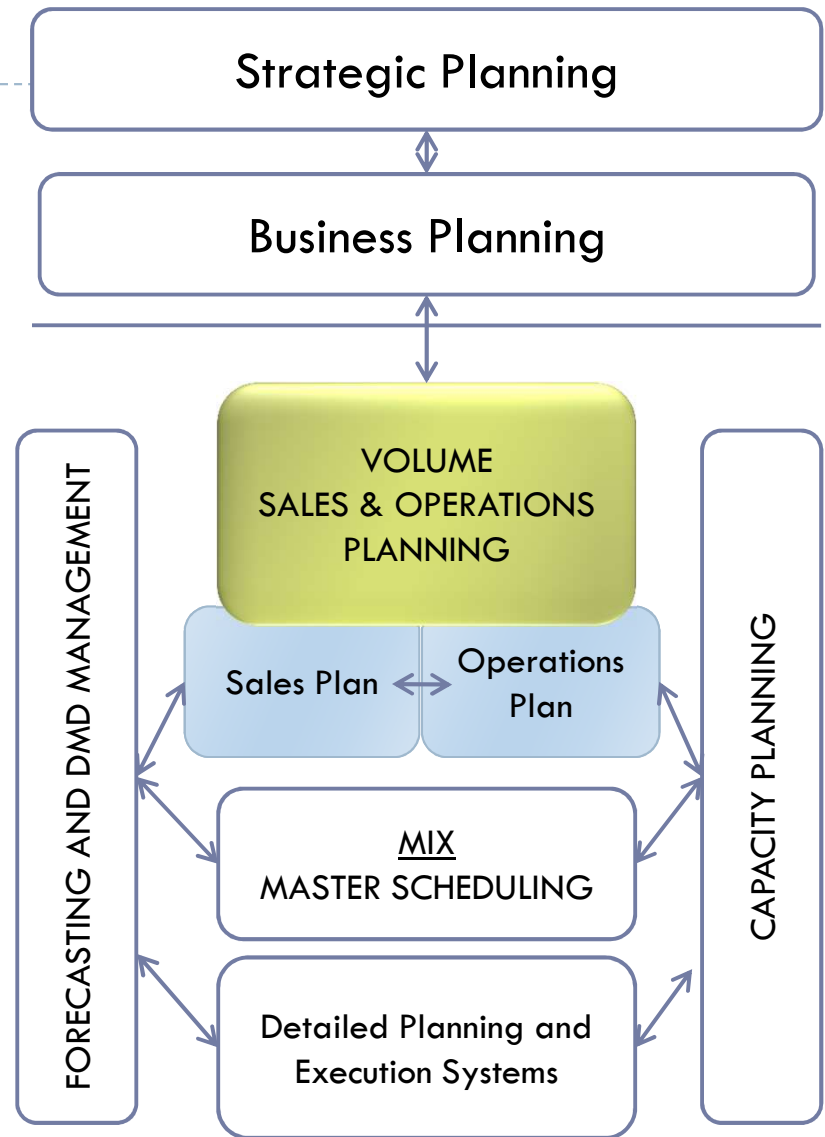 Strategic Planning
Business Planning
VOLUME
SALES & OPERATIONS
PLANNING
FORECASTING AND DMD MANAGEMENT
Sales Plan
Operations
Plan
CAPACITY PLANNING
MIX
MASTER SCHEDULING
Detailed Planning and
Execution Systems